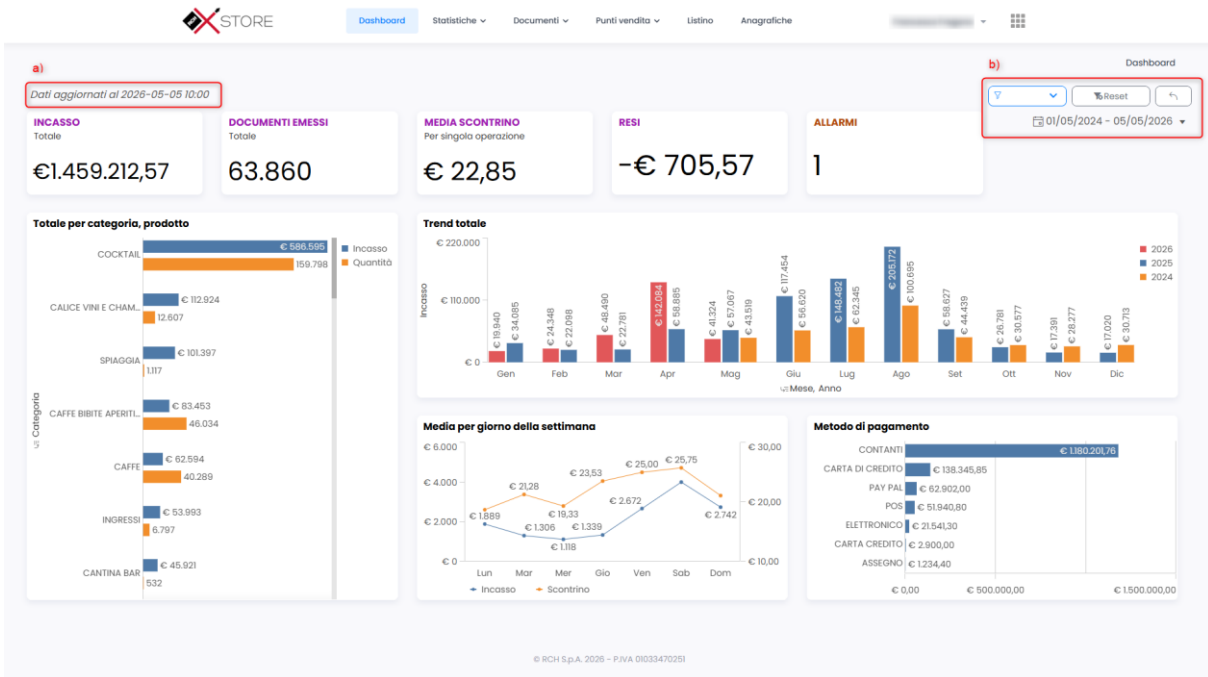 RCH
STORE
Dashboard
Statistiche
Documenti
Punti vendita
Listino
Anagrafiche
a)
Dati aggiornati al 2026-05-05 10:00
b)
Dashboard
Reset
01/05/2024 - 05/05/2026
INCASSO
Totale
€1.459.212,57
DOCUMENTI EMESSI
Totale
63.860
MEDIA SCONTRINO
Per singola operazione
€ 22,85
RESI
-€ 705,57
ALLARMI
1
Totale per categoria, prodotto
Incasso
Quantità
Categoria
COCKTAIL
€ 586.595
159.798
CALICE VINI E CHAM...
€ 112.924
12.607
SPIAGGIA
€ 101.397
1.117
CAFFE BIBITE APERITI...
€ 83.453
46.034
CAFFE
€ 62.594
40.289
INGRESSI
€ 53.993
6.797
CANTINA BAR
€ 45.921
532
Trend totale
€ 220.000
€ 110.000
€ 0
Incasso
2026
2025
2024
€ 19.940
€ 34.085
€ 24.348
€ 22.098
€ 48.490
€ 22.781
€ 142.084
€ 58.885
€ 41.324
€ 57.067
€ 43.519
€ 117.454
€ 56.620
€ 148.482
€ 62.345
€ 205.172
€ 100.695
€ 58.627
€ 44.439
€ 26.781
€ 30.577
€ 17.391
€ 28.277
€ 17.020
€ 30.713
Gen Feb Mar Apr Mag Giu Lug Ago Set Ott Nov Dic
Mese, Anno
Media per giorno della settimana
€ 6.000
€ 4.000
€ 2.000
€ 0
€ 30,00
€ 20,00
€ 10,00
€ 1.889
€ 21,28
€ 1.306
€ 19,33
€ 1.118
€ 23,53
€ 1.339
€ 25,00
€ 2.672
€ 25,75
€ 2.742
Lun Mar Mer Gio Ven Sab Dom
Incasso
Scontrino
Metodo di pagamento
CONTANTI € 1.180.201,76
CARTA DI CREDITO € 138.345,85
PAY PAL € 62.902,00
POS € 51.940,80
ELETTRONICO € 21.541,30
CARTA CREDITO € 2.900,00
ASSEGNO € 1.234,40
€ 0,00 € 500.000,00 € 1.500.000,00
© RCH S.p.A. 2026 - P.IVA 01033470251